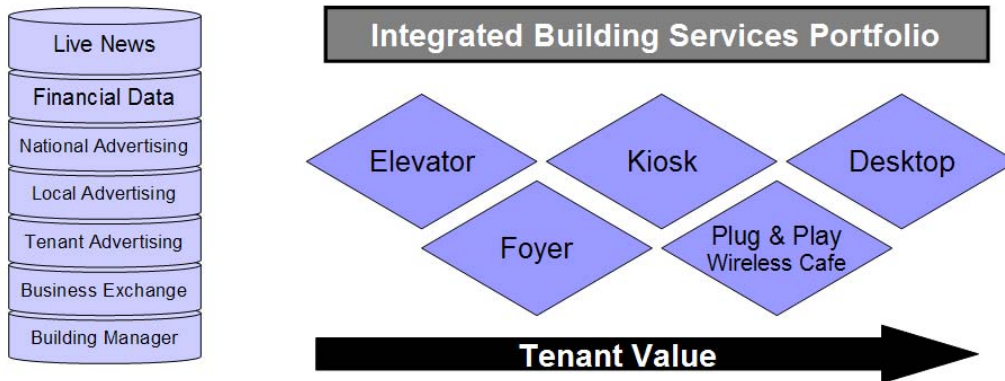 Live News
Financial Data
National Advertising
Local Advertising
Tenant Advertising
Business Exchange
Building Manager
Integrated Building Services Portfolio
Elevator
Kiosk
Desktop
Foyer
Plug & Play
Wireless Cafe
Tenant Value